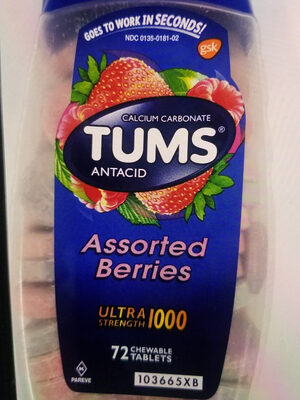 GOES TO WORK IN SECONDS!
NDC 0135-0181-02
gsk
CALCIUM CARBONATE
TUMS®
ANTACID
Assorted
Berries
ULTRA
STRENGTH 1000
72 CHEWABLE
TABLETS
PAREVE
103665XB